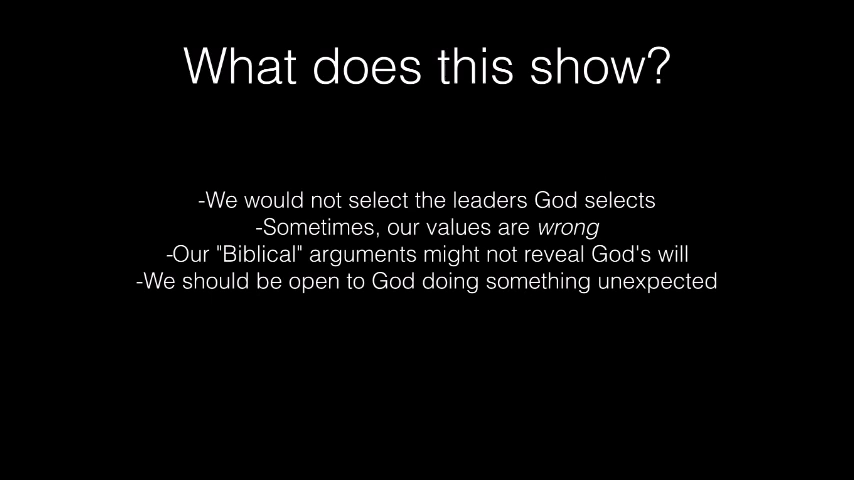 What does this show?
-We would not select the leaders God selects
-Sometimes, our values are wrong
-Our "Biblical" arguments might not reveal God's will
-We should be open to God doing something unexpected